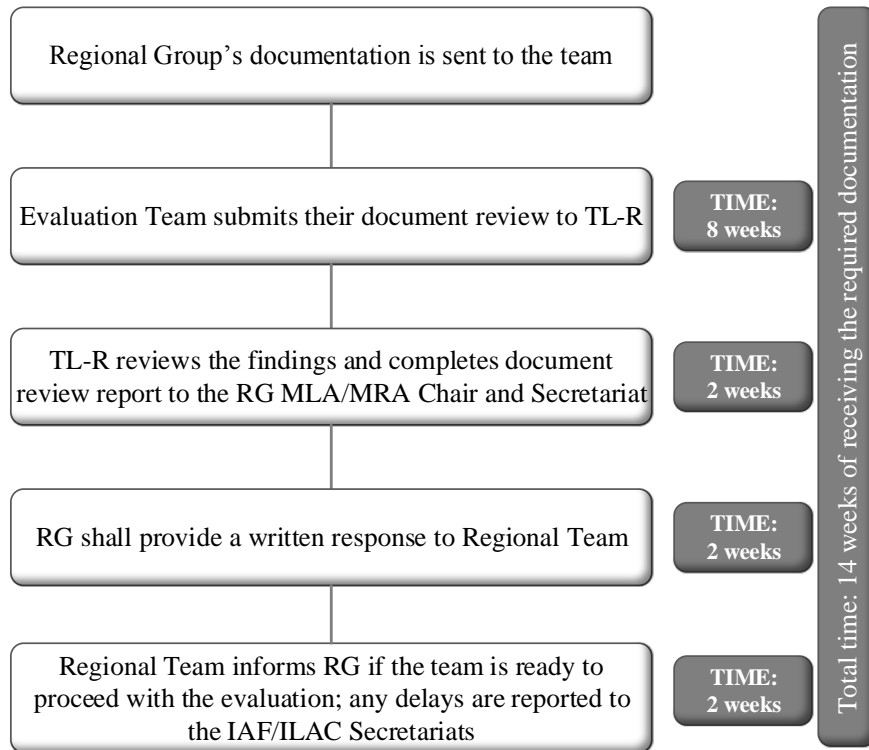 Regional Group’s documentation is sent to the team
Evaluation Team submits their document review to TL-R
TIME:
8 weeks
TL-R reviews the findings and completes document
review report to the RG MLA/MRA Chair and Secretariat
TIME:
2 weeks
RG shall provide a written response to Regional Team
TIME:
2 weeks
Regional Team informs RG if the team is ready to
proceed with the evaluation; any delays are reported to
the IAF/ILAC Secretariats
TIME:
2 weeks
Total time: 14 weeks of receiving the required documentation